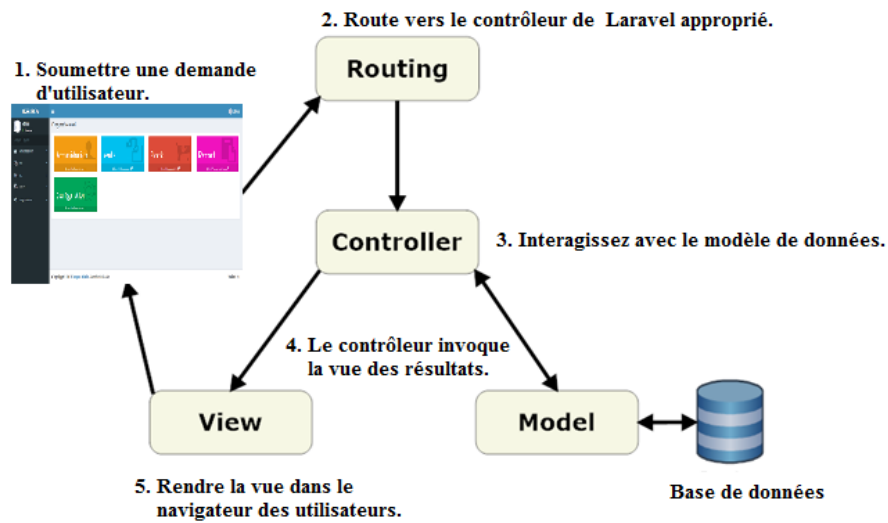 2. Route vers le contrôleur de Laravel approprié.
1. Soumettre une demande
d'utilisateur.
Routing
Controller
3. Interagissez avec le modèle de données.
4. Le contrôleur invoque
la vue des résultats.
View
Model
5. Rendre la vue dans le
navigateur des utilisateurs.
Base de données